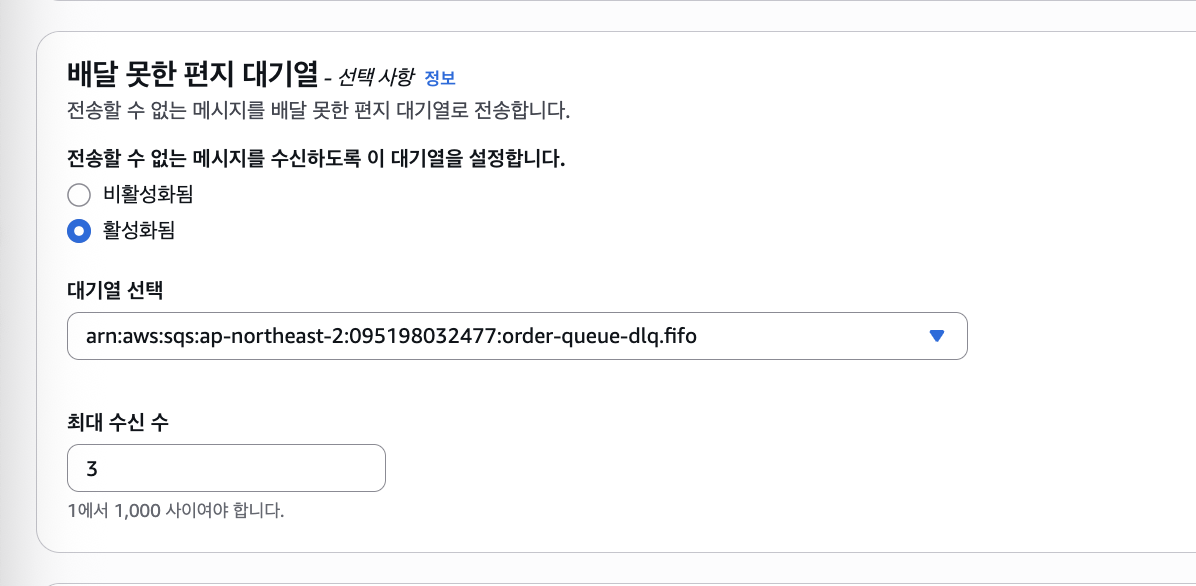 배달 못한 편지 대기열 - 선택 사항 정보
전송할 수 없는 메시지를 배달 못한 편지 대기열로 전송합니다.
전송할 수 없는 메시지를 수신하도록 이 대기열을 설정합니다.
비활성화됨
활성화됨
대기열 선택
arn:aws:sqs:ap-northeast-2:095198032477:order-queue-dlq.fifo
최대 수신 수
3
1에서 1,000 사이여야 합니다.